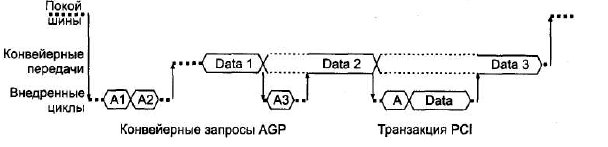 Покой
шины
Конвейерные
передачи
Data 1
Data 2
Data 3
Внедренные
циклы
A1
A2
A3
A
Data
Конвейерные запросы AGP
Транзакция PCI